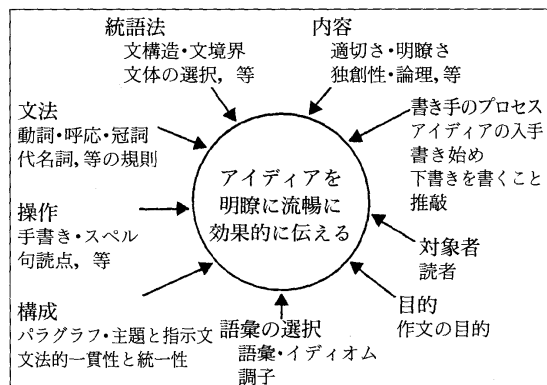 統語法
文構造・文境界
文体の選択, 等
内容
適切さ・明瞭さ
独創性・論理, 等
書き手のプロセス
アイディアの入手
書き始め
下書きを書くこと
推敲
文法
動詞・呼応・冠詞
代名詞, 等の規則
アイディアを
明瞭に流暢に
効果的に伝える
操作
手書き・スペル
句読点, 等
対象者
読者
構成
パラグラフ・主題と指示文
文法的一貫性と統一性
語彙の選択
語彙・イディオム
調子
目的
作文の目的